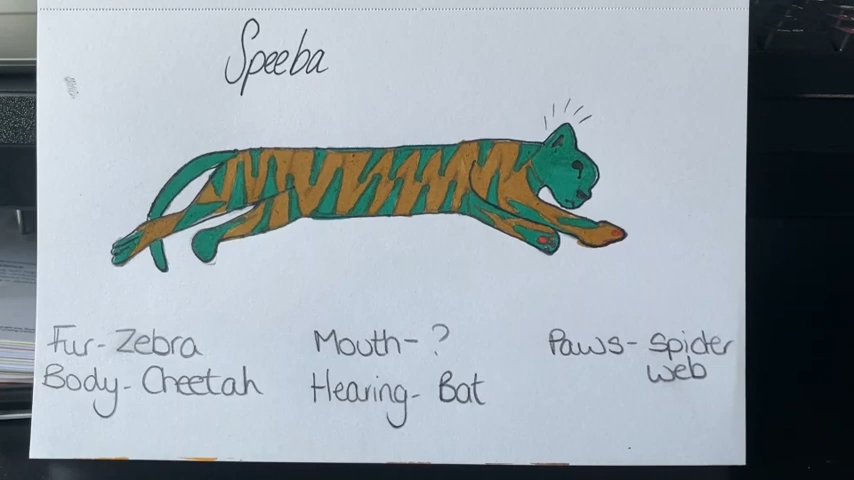 Speeba
Fur- Zebra
Body- Cheetah
Mouth- ?
Hearing- Bat
Paws- Spider
web